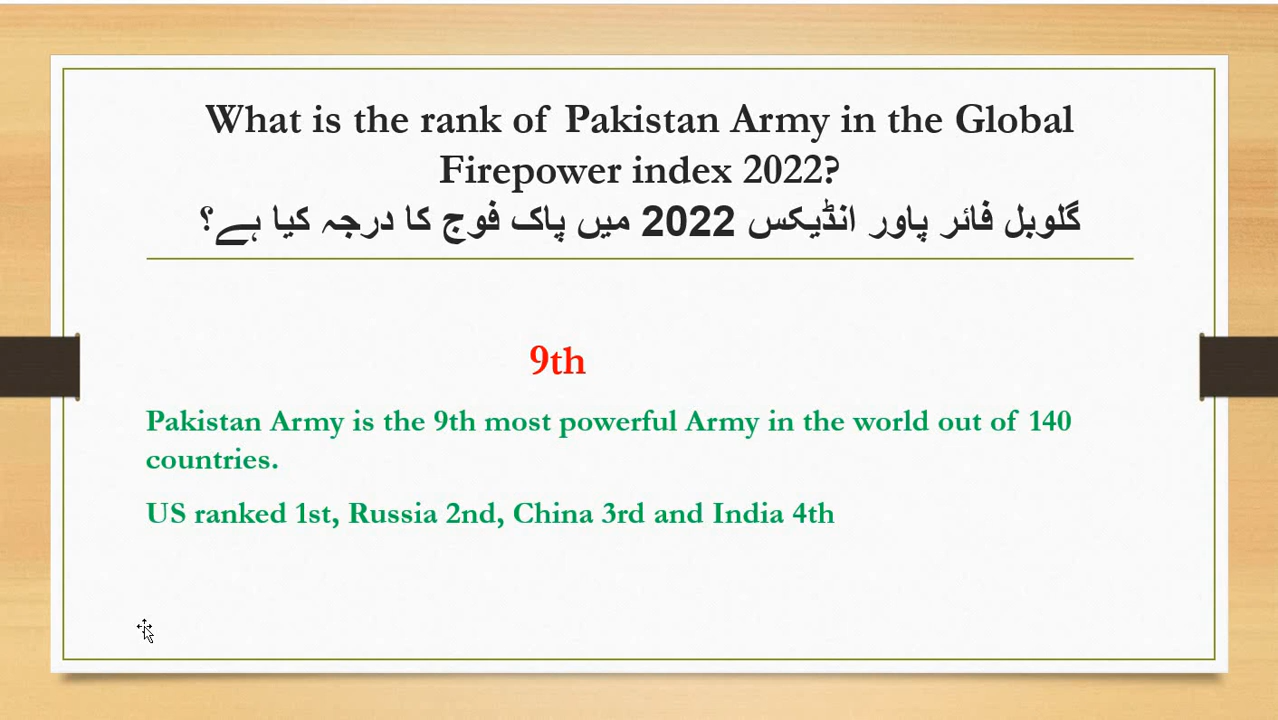 What is the rank of Pakistan Army in the Global
Firepower index 2022?
گلوبل فائر پاور انڈیکس 2022 میں پاک فوج کا درجہ کیا ہے؟
9th
Pakistan Army is the 9th most powerful Army in the world out of 140
countries.
US ranked 1st, Russia 2nd, China 3rd and India 4th